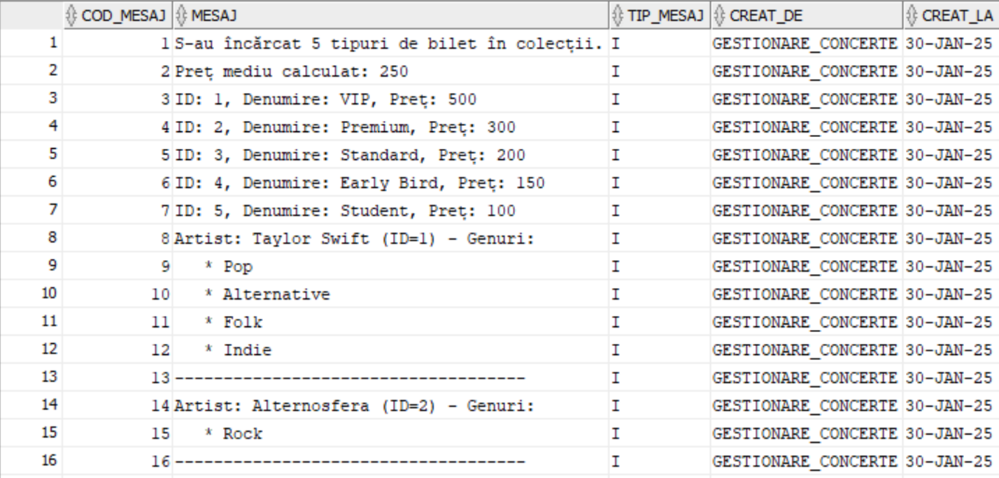 COD_MESAJ MESAJ TIP_MESAJ CREAT_DE CREAT_LA
1 1 S-au încărcat 5 tipuri de bilet în colecții. I GESTIONARE_CONCERTE 30-JAN-25
2 2 Preț mediu calculat: 250 I GESTIONARE_CONCERTE 30-JAN-25
3 3 ID: 1, Denumire: VIP, Preț: 500 I GESTIONARE_CONCERTE 30-JAN-25
4 4 ID: 2, Denumire: Premium, Preț: 300 I GESTIONARE_CONCERTE 30-JAN-25
5 5 ID: 3, Denumire: Standard, Preț: 200 I GESTIONARE_CONCERTE 30-JAN-25
6 6 ID: 4, Denumire: Early Bird, Preț: 150 I GESTIONARE_CONCERTE 30-JAN-25
7 7 ID: 5, Denumire: Student, Preț: 100 I GESTIONARE_CONCERTE 30-JAN-25
8 8 Artist: Taylor Swift (ID=1) - Genuri: I GESTIONARE_CONCERTE 30-JAN-25
9 9 * Pop I GESTIONARE_CONCERTE 30-JAN-25
10 10 * Alternative I GESTIONARE_CONCERTE 30-JAN-25
11 11 * Folk I GESTIONARE_CONCERTE 30-JAN-25
12 12 * Indie I GESTIONARE_CONCERTE 30-JAN-25
13 13 ------------------------------------ I GESTIONARE_CONCERTE 30-JAN-25
14 14 Artist: Alternosfera (ID=2) - Genuri: I GESTIONARE_CONCERTE 30-JAN-25
15 15 * Rock I GESTIONARE_CONCERTE 30-JAN-25
16 16 ------------------------------------ I GESTIONARE_CONCERTE 30-JAN-25